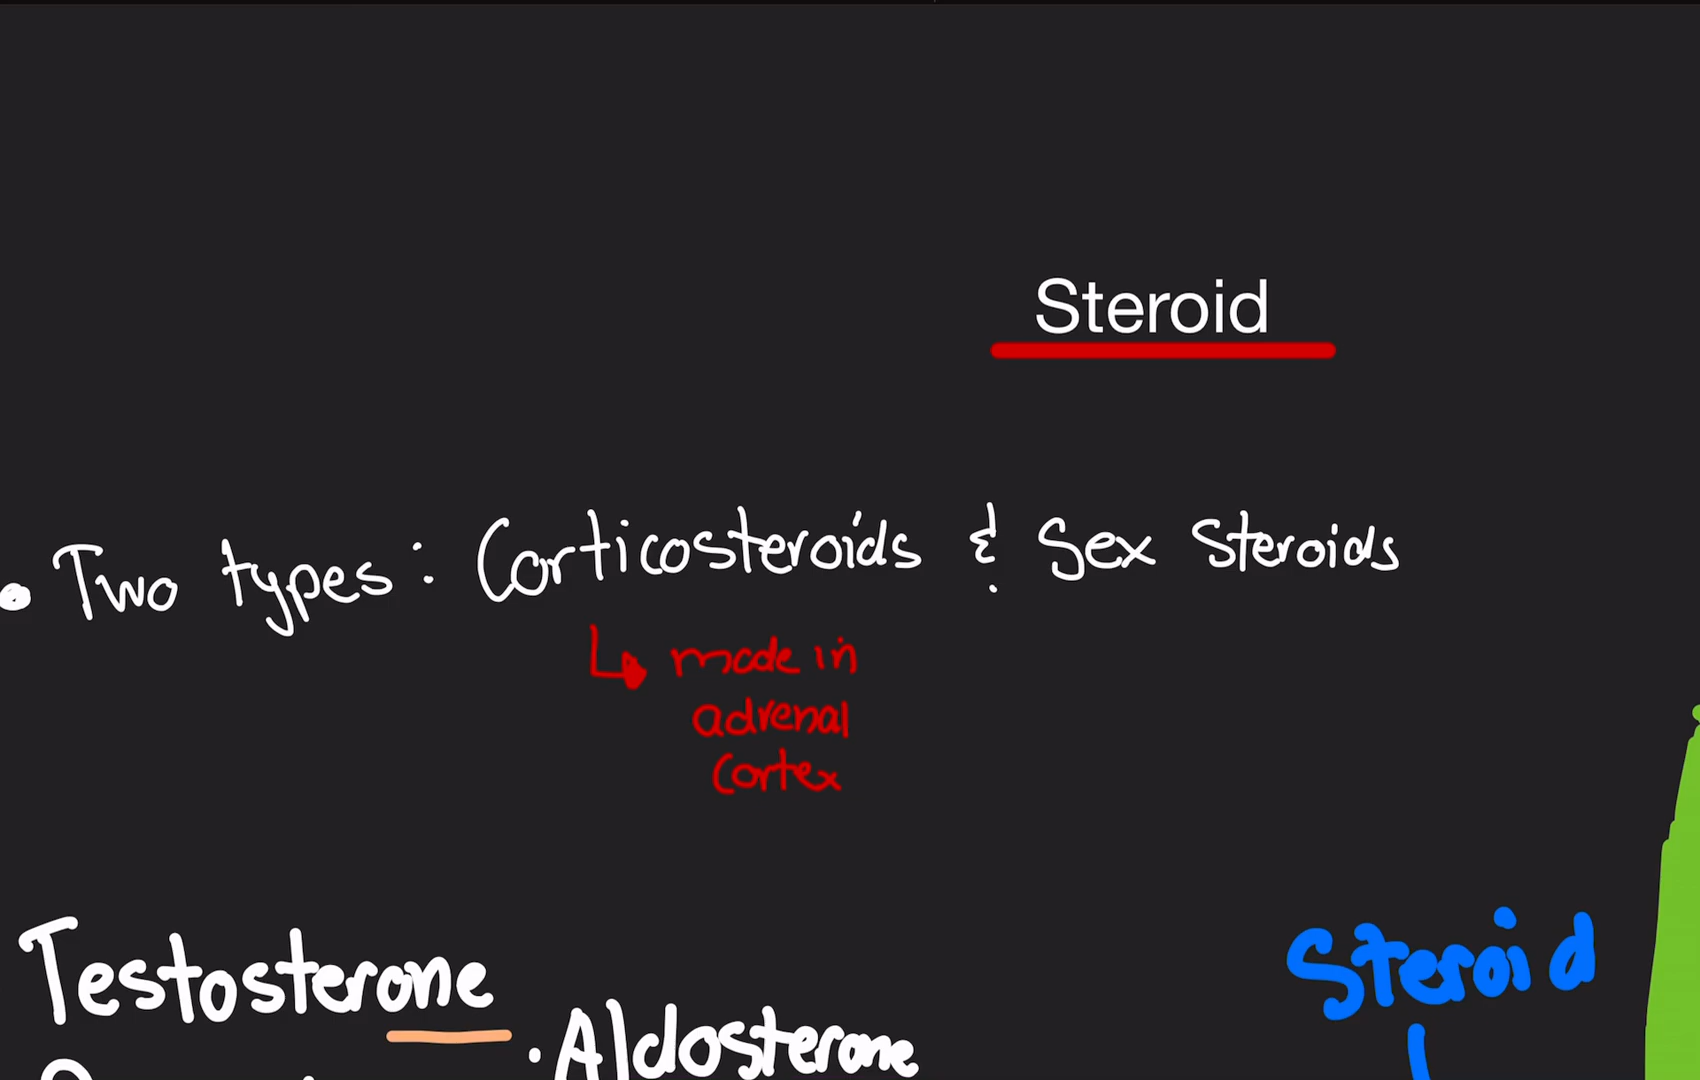 Steroid
• Two types: Corticosteroids & Sex Steroids
made in
adrenal
cortex
Testosterone
• Aldosterone
Steroid